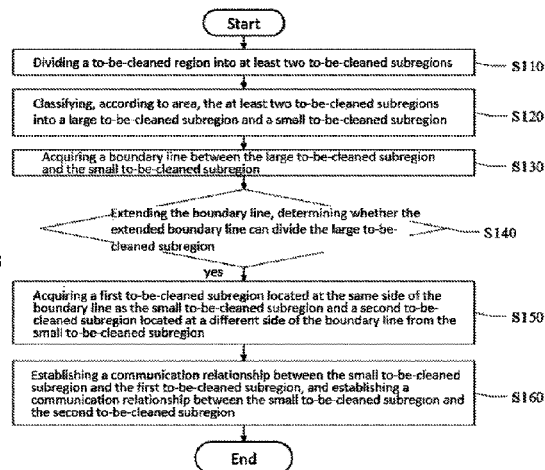 Start
Dividing a to-be-cleaned region into at least two to-be-cleaned subregions
S110
Classifying, according to area, the at least two to-be-cleaned subregions
into a large to-be-cleaned subregion and a small to-be-cleaned subregion
S120
Acquiring a boundary line between the large to-be-cleaned subregion
and the small to-be-cleaned subregion
S130
Extending the boundary line, determining whether the
extended boundary line can divide the large to-be-
cleaned subregion
S140
yes
Acquiring a first to-be-cleaned subregion located at the same side of the
boundary line as the small to-be-cleaned subregion and a second to-be-
cleaned subregion located at a different side of the boundary line from the
small to-be-cleaned subregion
S150
Establishing a communication relationship between the small to-be-cleaned
subregion and the first to-be-cleaned subregion, and establishing a
communication relationship between the small to-be-cleaned subregion and
the second to-be-cleaned subregion
S160
End